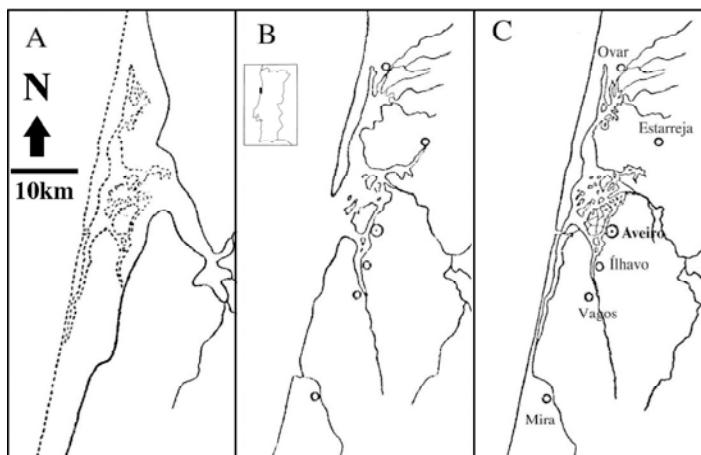 A
N
10km
B
C
Ovar
Estarreja
Aveiro
Ílhavo
Vagos
Mira